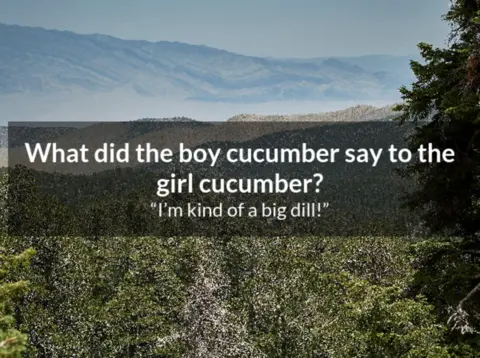 What did the boy cucumber say to the
girl cucumber?
“I’m kind of a big dill!”